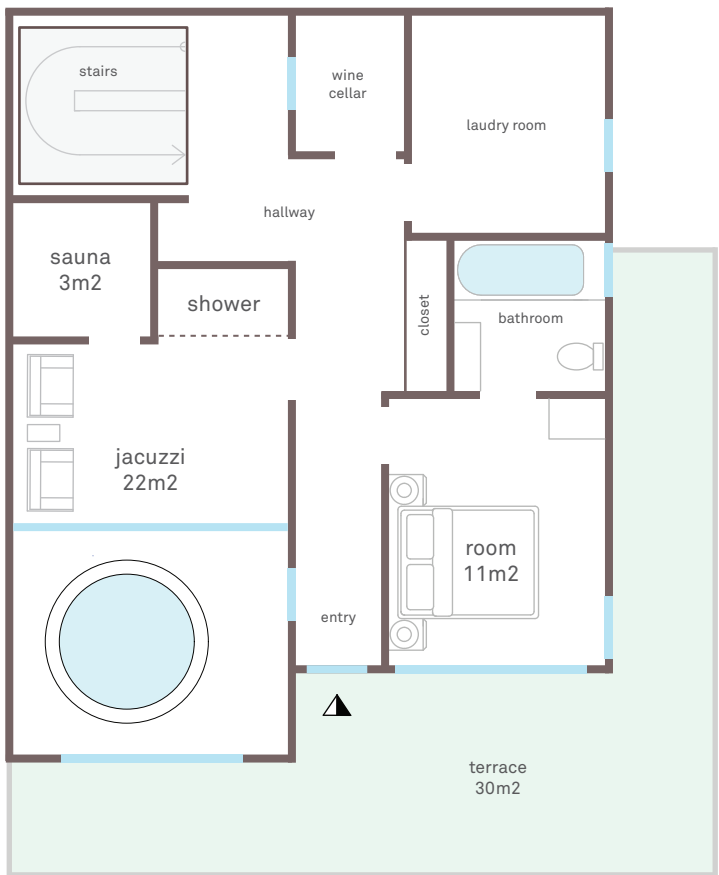 stairs
wine
cellar
laudry room
hallway
sauna
3m2
shower
closet
bathroom
jacuzzi
22m2
room
11m2
entry
terrace
30m2